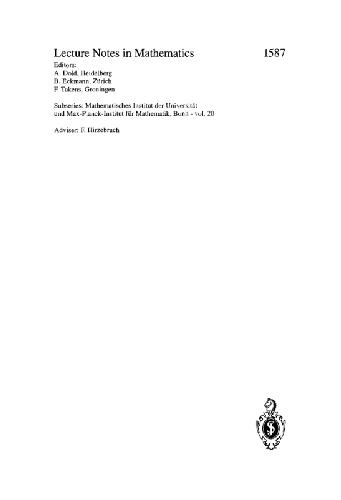 Lecture Notes in Mathematics 1587
Editors:
A. Dold, Heidelberg
B. Eckmann, Zürich
F. Takens, Groningen
Subseries: Mathematisches Institut der Universität
und Max-Planck-Institut für Mathematik, Bonn - vol. 20
Advisor: F. Hirzebruch